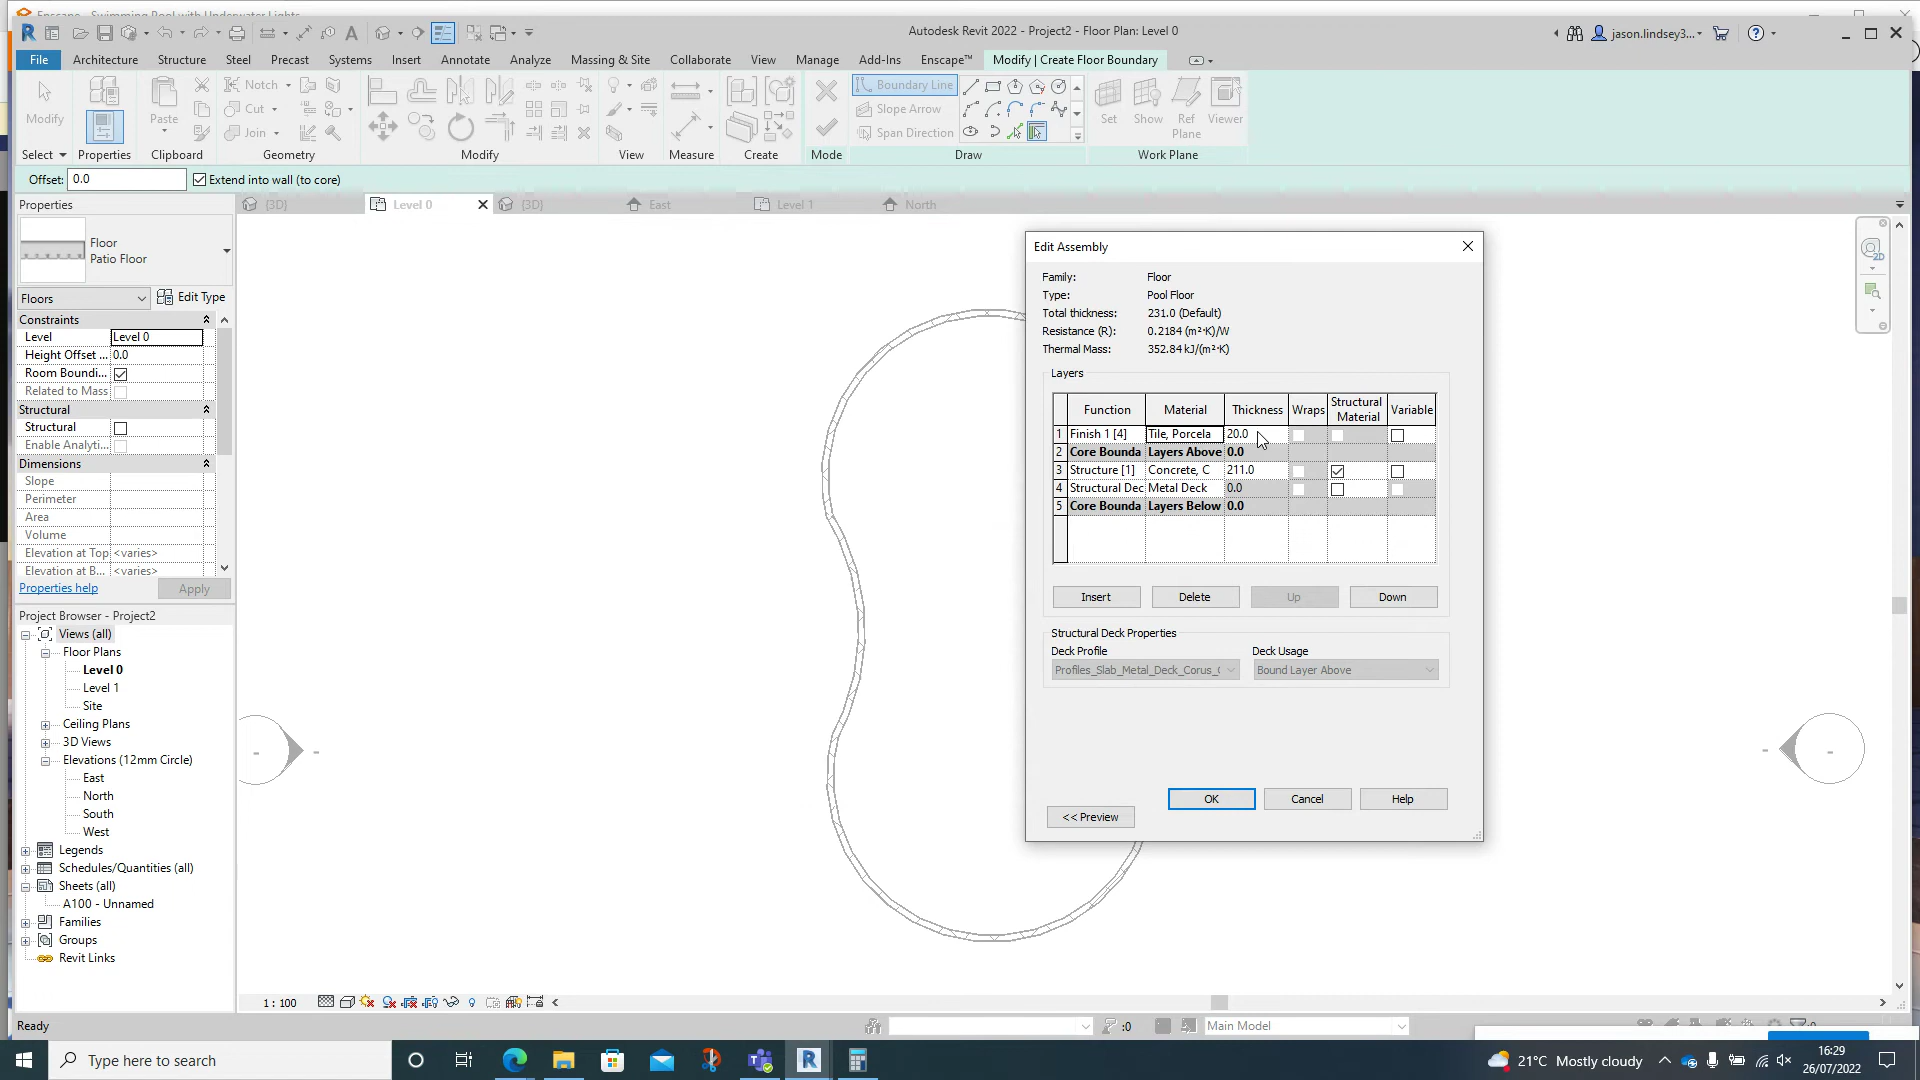 Enscape - Swimming Pool with Underwater Lights
Autodesk Revit 2022 - Project2 - Floor Plan: Level 0
jason.lindsey3...
File Architecture Structure Steel Precast Systems Insert Annotate Analyze Massing & Site Collaborate View Manage Add-Ins Enscape™ Modify | Create Floor Boundary
Modify
Paste
Notch
Cut
Join
Boundary Line
Slope Arrow
Span Direction
Set Show Ref Plane Viewer
Select Properties Clipboard Geometry Modify View Measure Create Mode Draw Work Plane
Offset: 0.0 Extend into wall (to core)
Properties
{3D} Level 0 {3D} East Level 1 North
Floor
Patio Floor
Floors Edit Type
Constraints
Level Level 0
Height Offset ... 0.0
Room Boundi...
Related to Mass
Structural
Structural
Enable Analyti...
Dimensions
Slope
Perimeter
Area
Volume
Elevation at Top <varies>
Elevation at B... <varies>
Properties help Apply
Project Browser - Project2
Views (all)
Floor Plans
Level 0
Level 1
Site
Ceiling Plans
3D Views
Elevations (12mm Circle)
East
North
South
West
Legends
Schedules/Quantities (all)
Sheets (all)
A100 - Unnamed
Families
Groups
Revit Links
Edit Assembly
Family: Floor
Type: Pool Floor
Total thickness: 231.0 (Default)
Resistance (R): 0.2184 (m²·K)/W
Thermal Mass: 352.84 kJ/(m²·K)
Layers
Function Material Thickness Wraps Structural Material Variable
1 Finish 1 [4] Tile, Porcela 20.0
2 Core Bounda Layers Above 0.0
3 Structure [1] Concrete, C 211.0
4 Structural Dec Metal Deck 0.0
5 Core Bounda Layers Below 0.0
Insert Delete Up Down
Structural Deck Properties
Deck Profile Deck Usage
Profiles_Slab_Metal_Deck_Corus_ Bound Layer Above
OK Cancel Help
<< Preview
1 : 100
Ready
:0
Main Model
Type here to search
21°C Mostly cloudy
16:29
26/07/2022